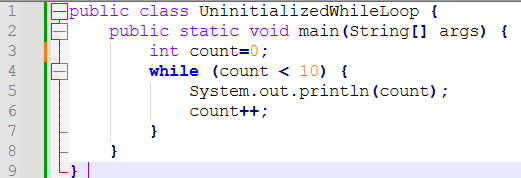 1 public class UninitializedWhileLoop {
2 public static void main(String[] args) {
3 int count=0;
4 while (count < 10) {
5 System.out.println(count);
6 count++;
7 }
8 }
9 }